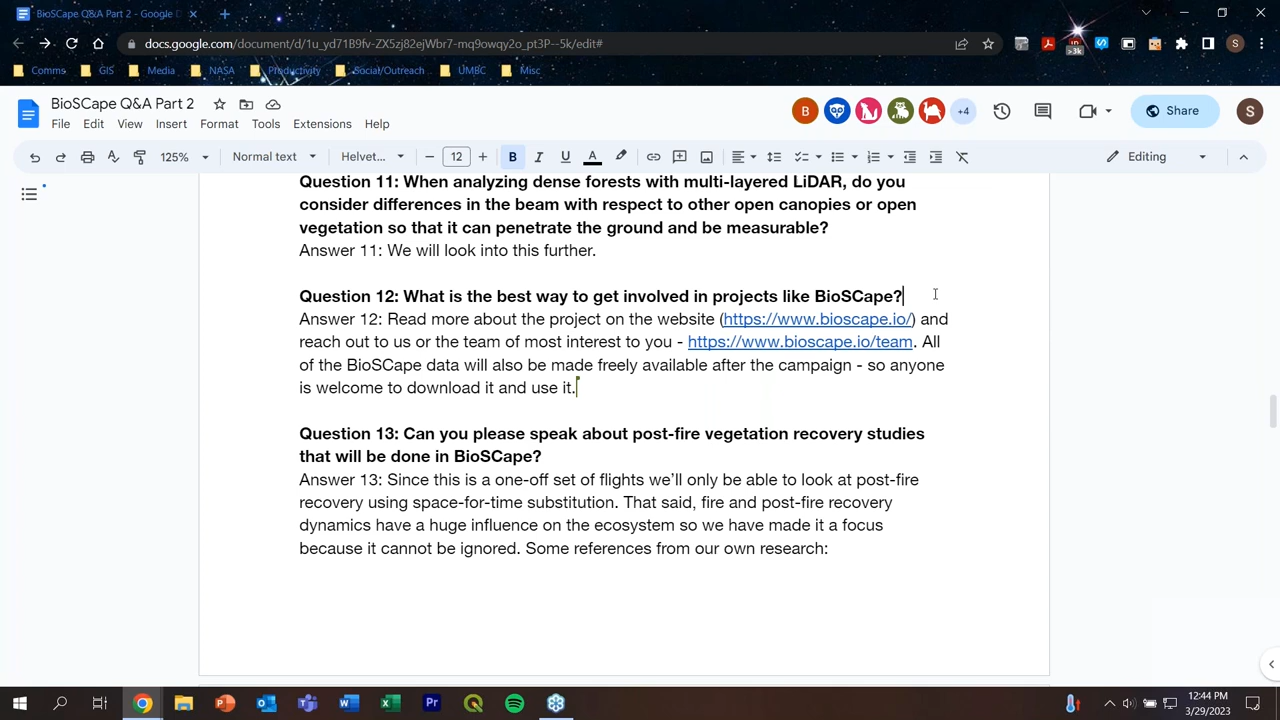 BioSCape Q&A Part 2 - Google D
docs.google.com/document/d/1u_yd71B9fv-ZX5zj82ejWbr7-mq9owqy2o_pt3P--5k/edit#
>3k
S
Comms GIS Media NASA Productivity Social/Outreach UMBC Misc
BioSCape Q&A Part 2
B
+4
Share
S
File Edit View Insert Format Tools Extensions Help
125% Normal text Helvet... 12 B I U A Editing
Question 11: When analyzing dense forests with multi-layered LiDAR, do you
consider differences in the beam with respect to other open canopies or open
vegetation so that it can penetrate the ground and be measurable?
Answer 11: We will look into this further.
Question 12: What is the best way to get involved in projects like BioSCape?
Answer 12: Read more about the project on the website (https://www.bioscape.io/) and
reach out to us or the team of most interest to you - https://www.bioscape.io/team. All
of the BioSCape data will also be made freely available after the campaign - so anyone
is welcome to download it and use it.
Question 13: Can you please speak about post-fire vegetation recovery studies
that will be done in BioSCape?
Answer 13: Since this is a one-off set of flights we’ll only be able to look at post-fire
recovery using space-for-time substitution. That said, fire and post-fire recovery
dynamics have a huge influence on the ecosystem so we have made it a focus
because it cannot be ignored. Some references from our own research:
12:44 PM
3/29/2023